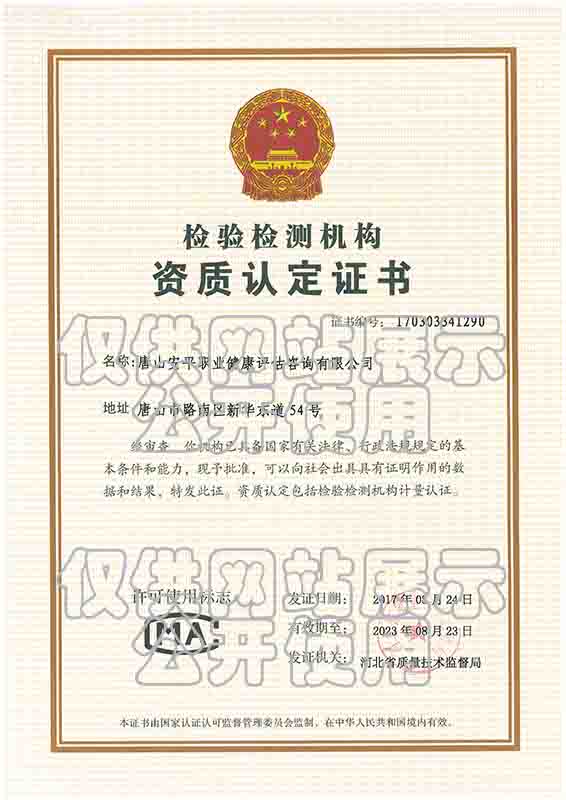 检验检测机构
资质认定证书
证书编号: 170303341290
仅供网站展示
名称:唐山安平职业健康评估咨询有限公司
公开使用
地址:唐山市路南区新华东道54号
经审查,你机构已具备国家有关法律、行政法规规定的基
本条件和能力,现予批准,可以向社会出具具有证明作用的数
据和结果,特发此证。资质认定包括检验检测机构计量认证。
仅供网站展示
许可使用标志
发证日期: 2017年08月24日
公开使用
MA
有效期至: 2023年08月23日
发证机关: 河北省质量技术监督局
本证书由国家认证认可监督管理委员会监制,在中华人民共和国境内有效。